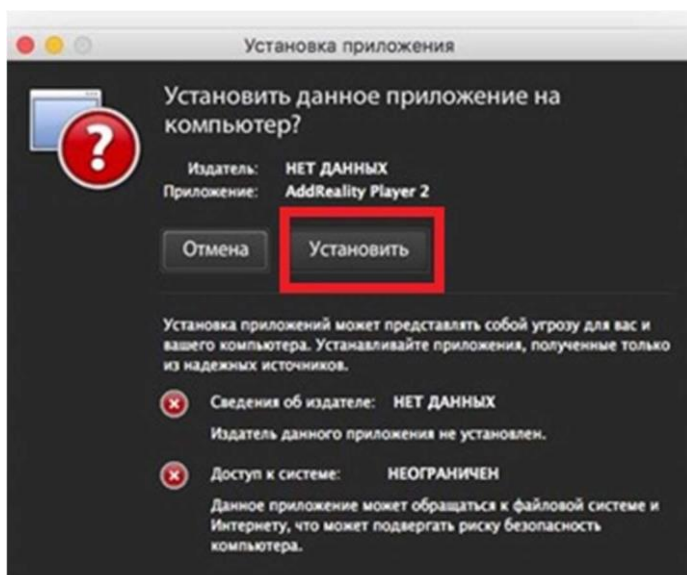 Установка приложения
Установить данное приложение на
компьютер?
Издатель: НЕТ ДАННЫХ
Приложение: AddReality Player 2
Отмена Установить
Установка приложений может представлять собой угрозу для вас и
вашего компьютера. Устанавливайте приложения, полученные только
из надежных источников.
Сведения об издателе: НЕТ ДАННЫХ
Издатель данного приложения не установлен.
Доступ к системе: НЕОГРАНИЧЕН
Данное приложение может обращаться к файловой системе и
Интернету, что может подвергать риску безопасность
компьютера.